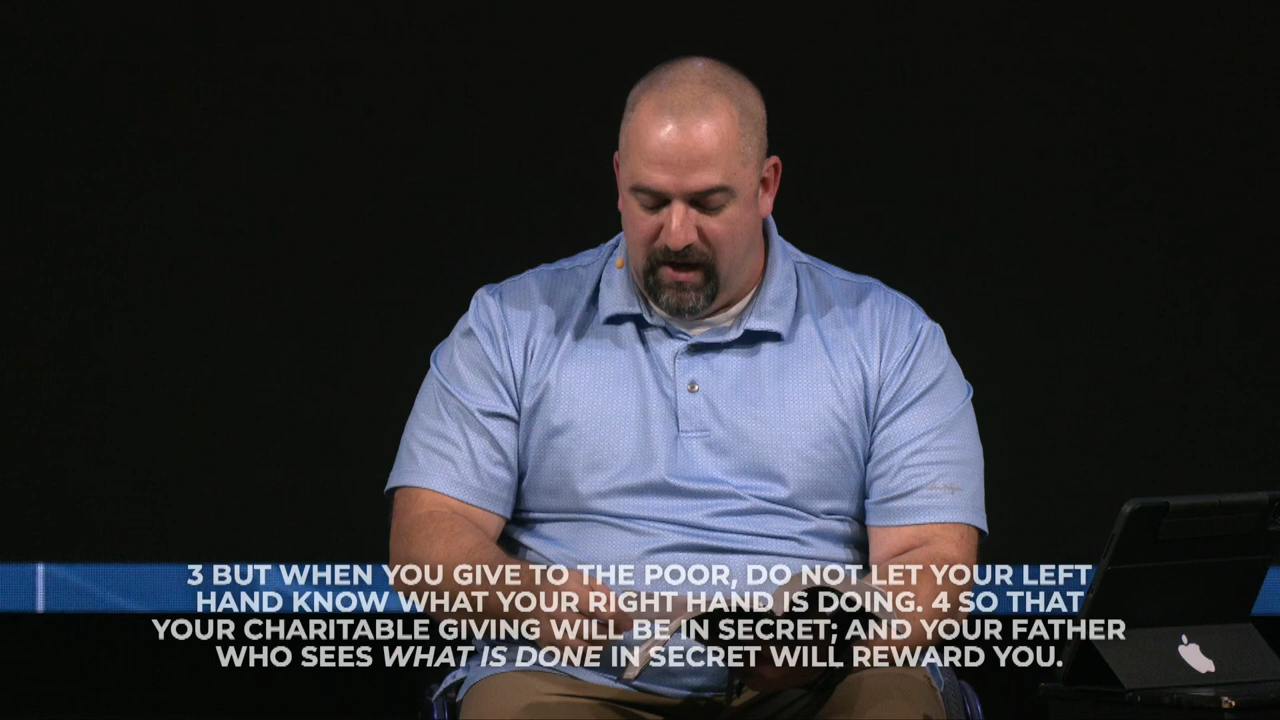 3 BUT WHEN YOU GIVE TO THE POOR, DO NOT LET YOUR LEFT
HAND KNOW WHAT YOUR RIGHT HAND IS DOING. 4 SO THAT
YOUR CHARITABLE GIVING WILL BE IN SECRET; AND YOUR FATHER
WHO SEES WHAT IS DONE IN SECRET WILL REWARD YOU.